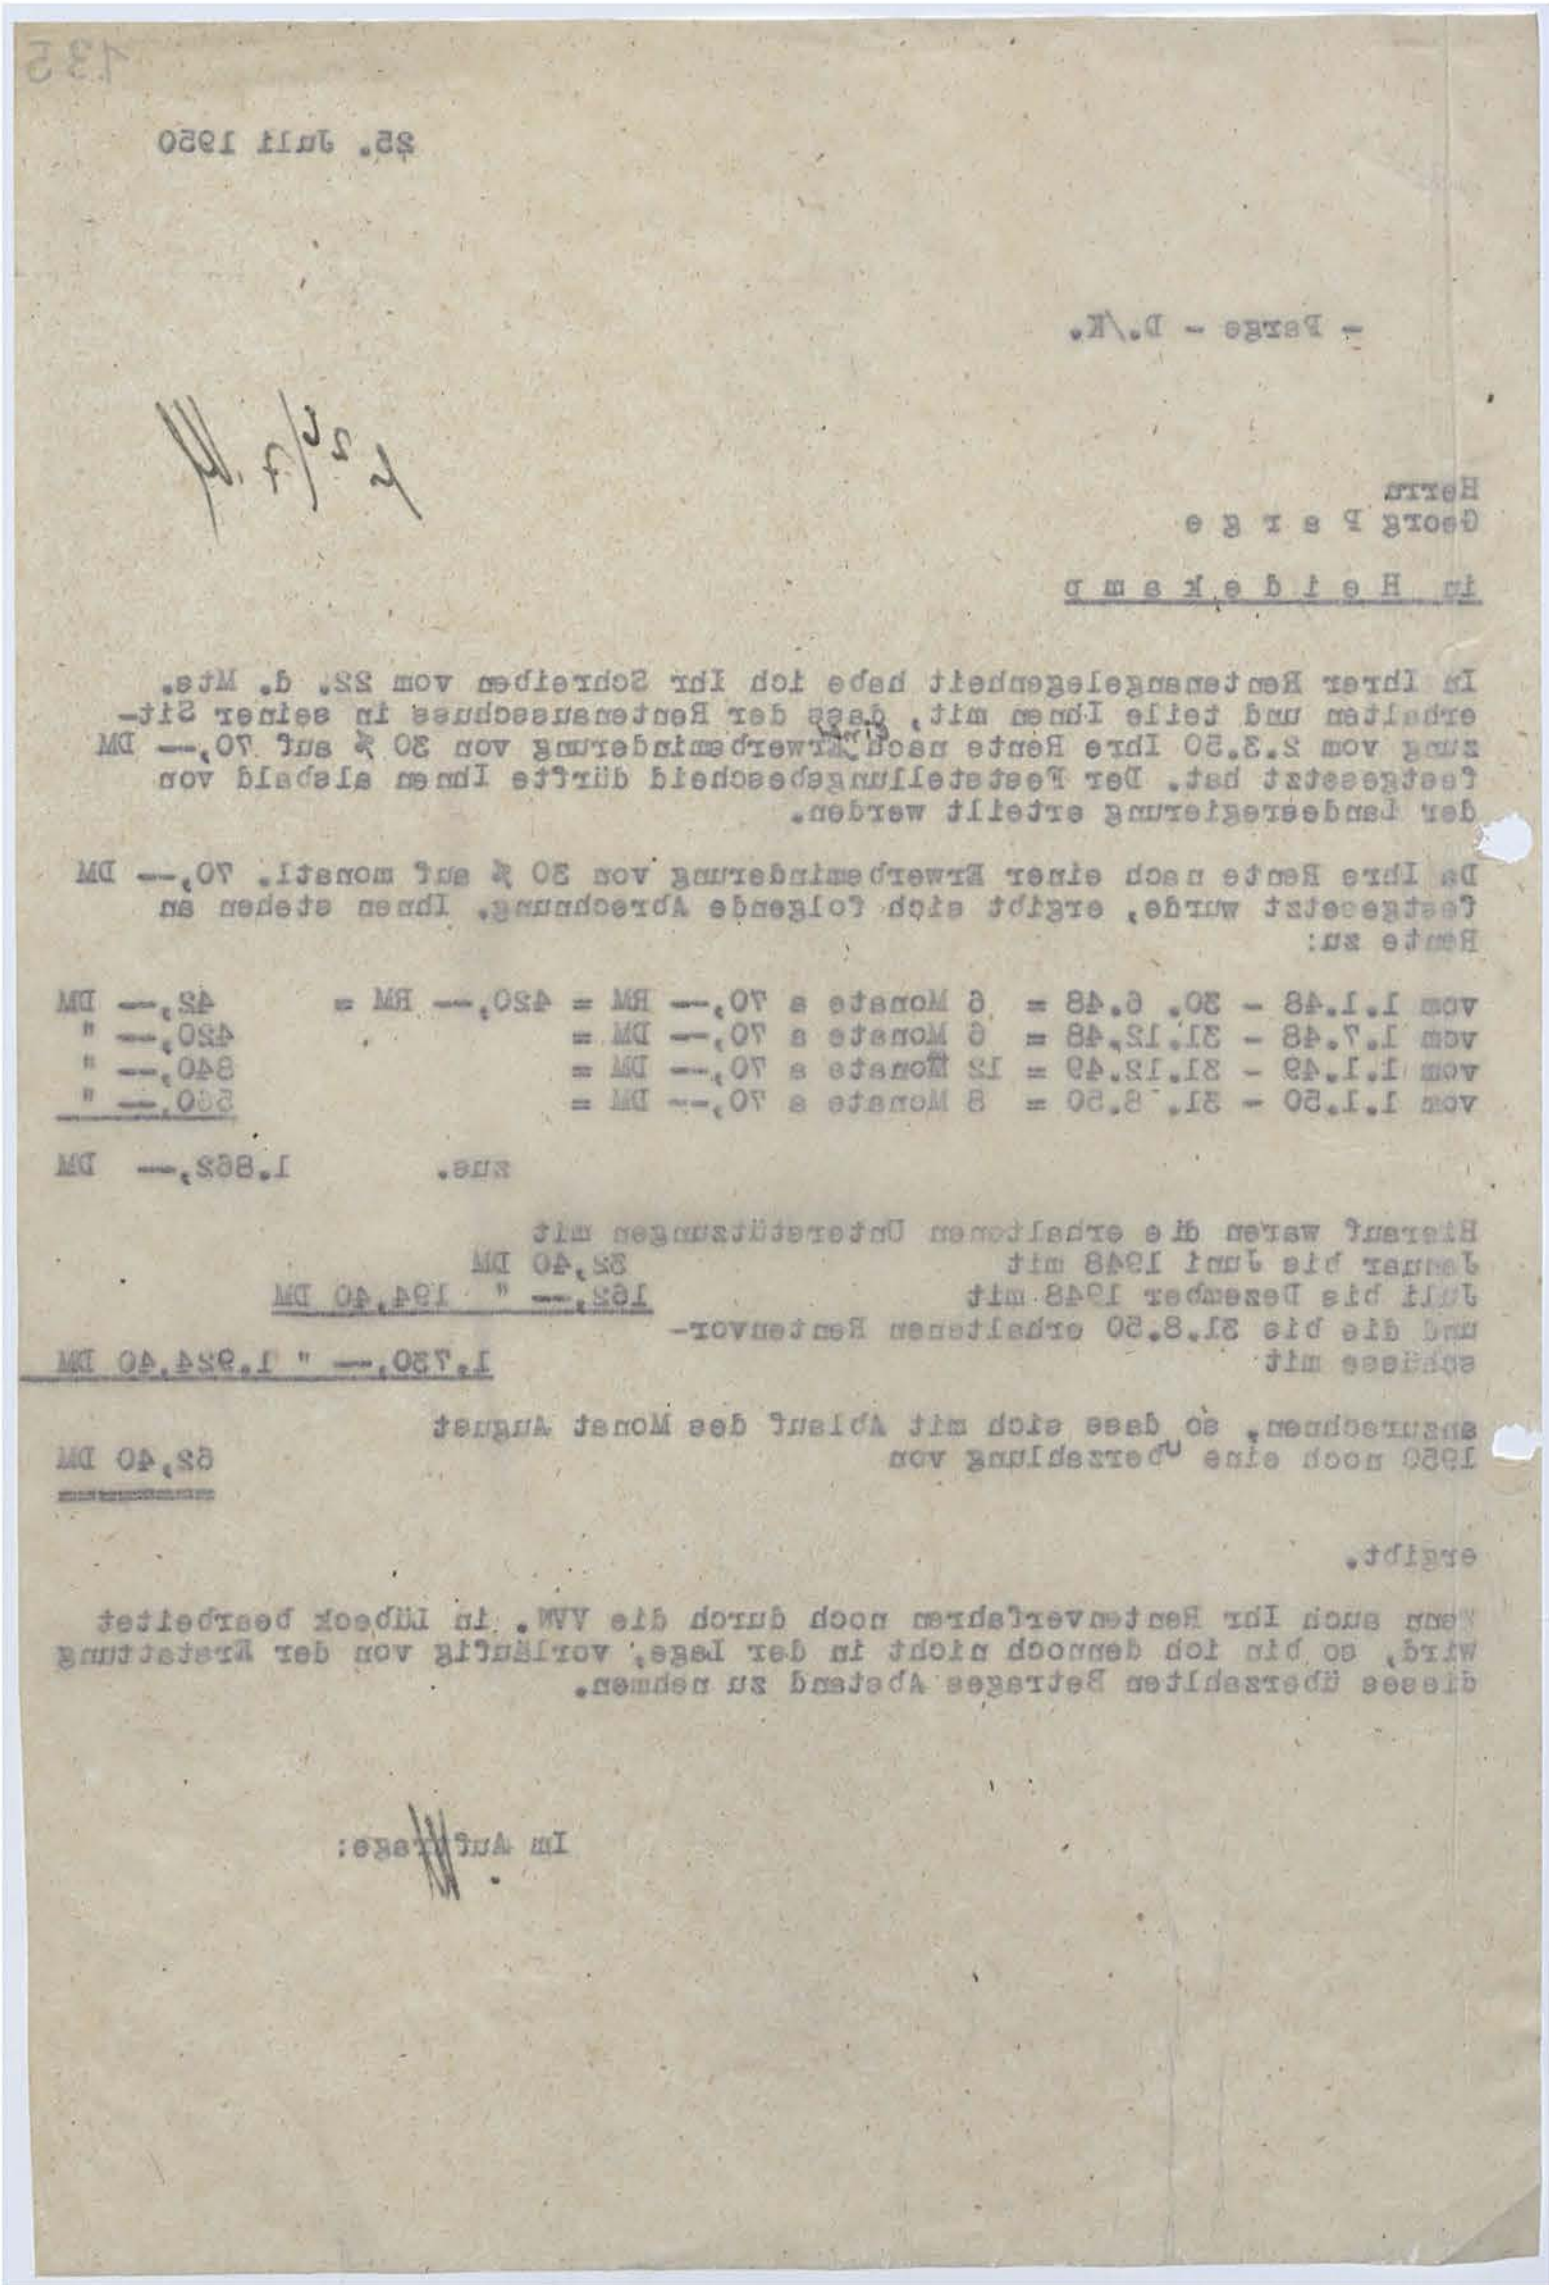 135
25. Juli 1950
- Perge - D./K.
Herrn
Georg P e r g e
in H e i d e k a m p
In Ihrer Rentenangelegenheit habe ich Ihr Schreiben vom 22. d. Mts.
erhalten und teile Ihnen mit, dass der Rentenausschuss in seiner Sit-
zung vom 2.3.50 Ihre Rente nach einer Erwerbsminderung von 30 % auf 70,-- DM
festgesetzt hat. Der Feststellungsbescheid dürfte Ihnen alsbald von
der Landesregierung erteilt werden.
Da Ihre Rente nach einer Erwerbsminderung von 30 % auf monatl. 70,-- DM
festgesetzt wurde, ergibt sich folgende Abrechnung. Ihnen stehen an
Rente zu:
vom 1.1.48 - 30. 6.48 = 6 Monate a 70,-- RM = 420,-- RM = 42,-- DM
vom 1.7.48 - 31.12.48 = 6 Monate a 70,-- DM = 420,-- "
vom 1.1.49 - 31.12.49 = 12 Monate a 70,-- DM = 840,-- "
vom 1.1.50 - 31. 8.50 = 8 Monate a 70,-- DM = 560,-- "
zus. 1.862,-- DM
Hierauf waren die erhaltenen Unterstützungen mit
Januar bis Juni 1948 mit 32,40 DM
Juli bis Dezember 1948 mit 162,-- " 194,40 DM
und die bis 31.8.50 erhaltenen Rentenvor-
schüsse mit 1.730,-- " 1.924,40 DM
anzurechnen, so dass sich mit Ablauf des Monat August
1950 noch eine Überzahlung von 62,40 DM
ergibt.
Wenn auch Ihr Rentenverfahren noch durch die VVN. in Lübeck bearbeitet
wird, so bin ich dennoch nicht in der Lage, vorläufig von der Erstattung
dieses überzahlten Betrages Abstand zu nehmen.
Im Auftrage: